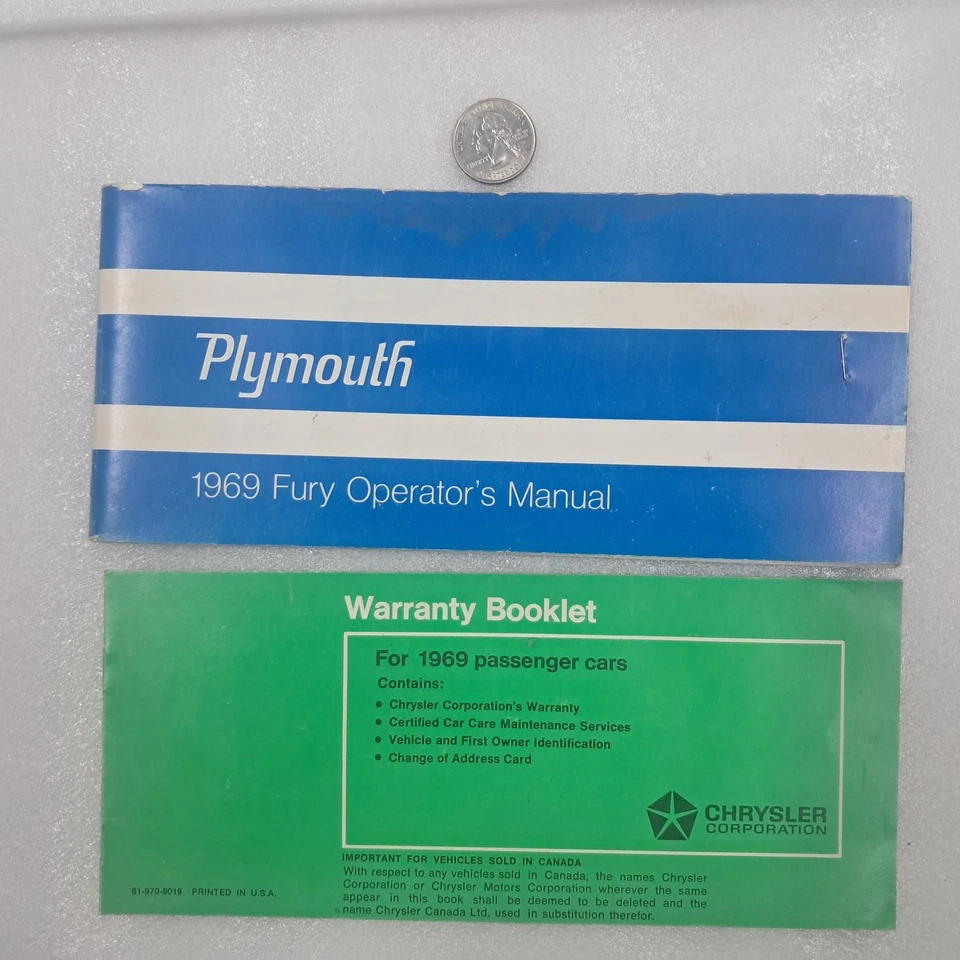 Plymouth
1969 Fury Operator's Manual
Warranty Booklet
For 1969 passenger cars
Contains:
• Chrysler Corporation's Warranty
• Certified Car Care Maintenance Services
• Vehicle and First Owner Identification
• Change of Address Card
CHRYSLER
CORPORATION
IMPORTANT FOR VEHICLES SOLD IN CANADA
With respect to any vehicles sold in Canada, the names Chrysler
Corporation or Chrysler Motors Corporation wherever the same
appear in this book shall be deemed to be deleted and the
name Chrysler Canada Ltd. used in substitution therefor.
81-970-9019 PRINTED IN U.S.A.